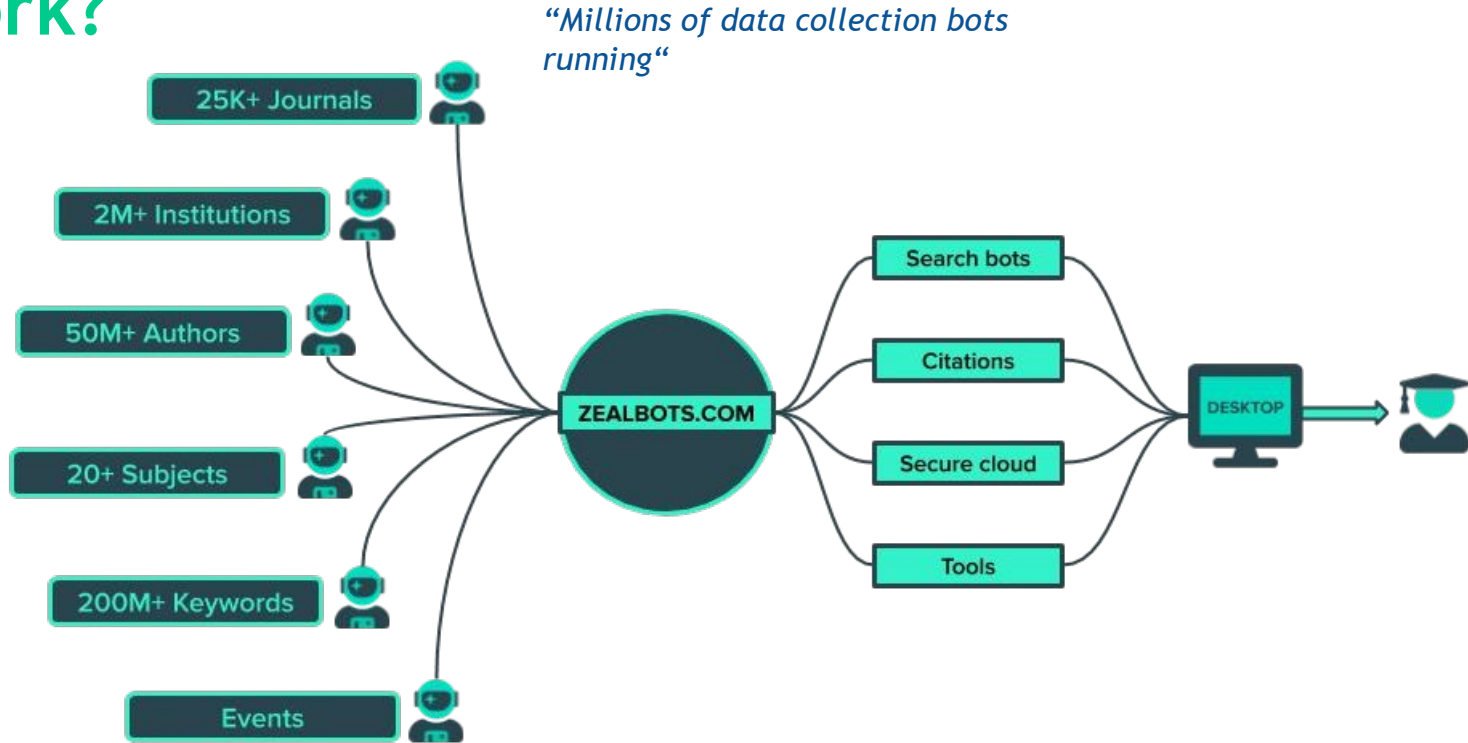 ork?
“Millions of data collection bots
running“
25K+ Journals
2M+ Institutions
50M+ Authors
20+ Subjects
200M+ Keywords
Events
ZEALBOTS.COM
Search bots
Citations
Secure cloud
Tools
DESKTOP